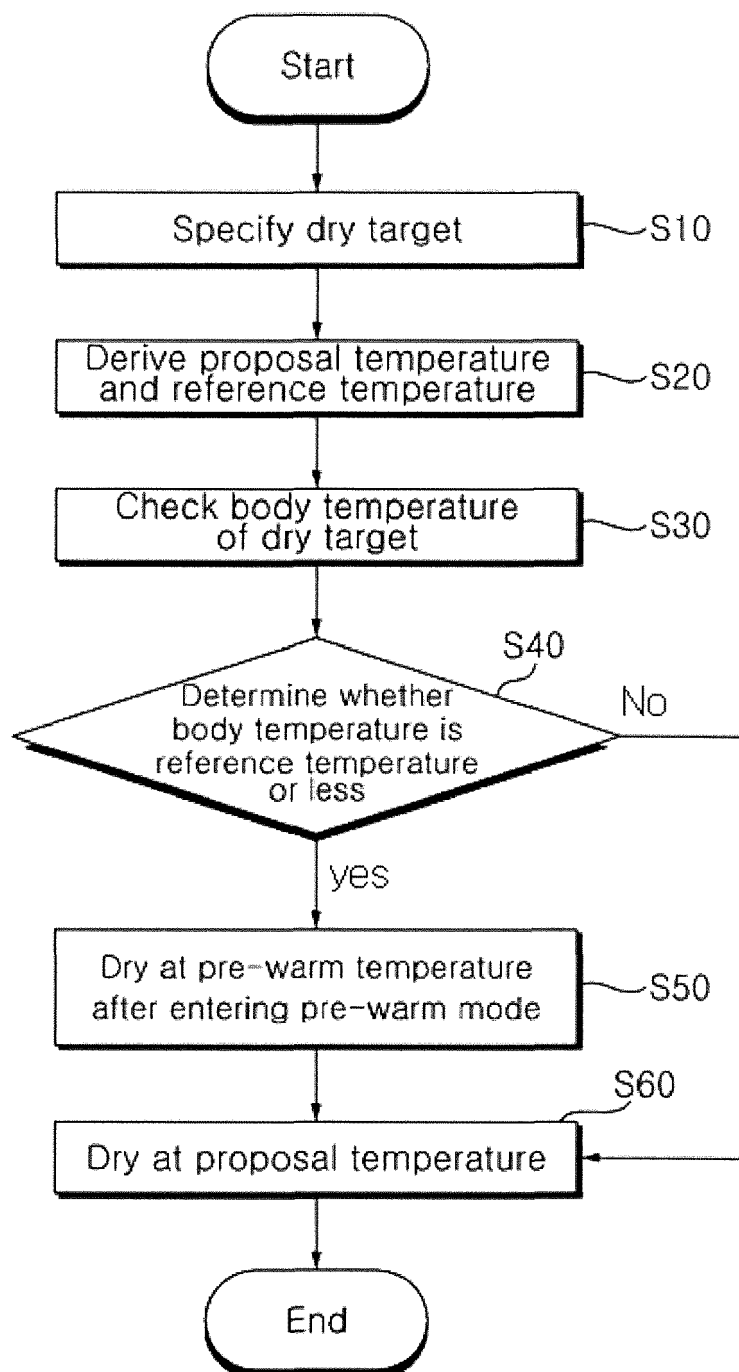 Start
Specify dry target
S10
Derive proposal temperature
and reference temperature
S20
Check body temperature
of dry target
S30
S40
Determine whether
body temperature is
reference temperature
or less
No
yes
Dry at pre-warm temperature
after entering pre-warm mode
S50
S60
Dry at proposal temperature
End